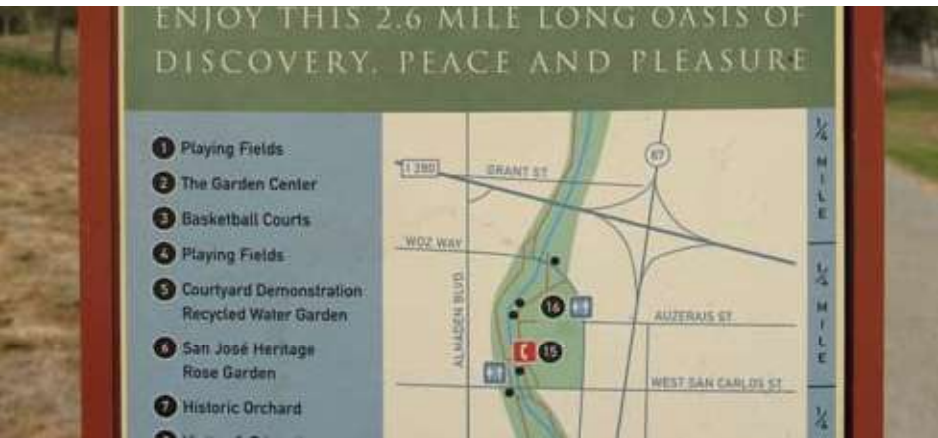 ENJOY THIS 2.6 MILE LONG OASIS OF
DISCOVERY, PEACE AND PLEASURE
1 Playing Fields
2 The Garden Center
3 Basketball Courts
4 Playing Fields
5 Courtyard Demonstration
Recycled Water Garden
6 San José Heritage
Rose Garden
7 Historic Orchard
I 280
GRANT ST.
87
WOZ WAY
ALMADEN BLVD.
16
AUZERAIS ST.
15
WEST SAN CARLOS ST.
1/4 MILE
1/4 MILE
1/4